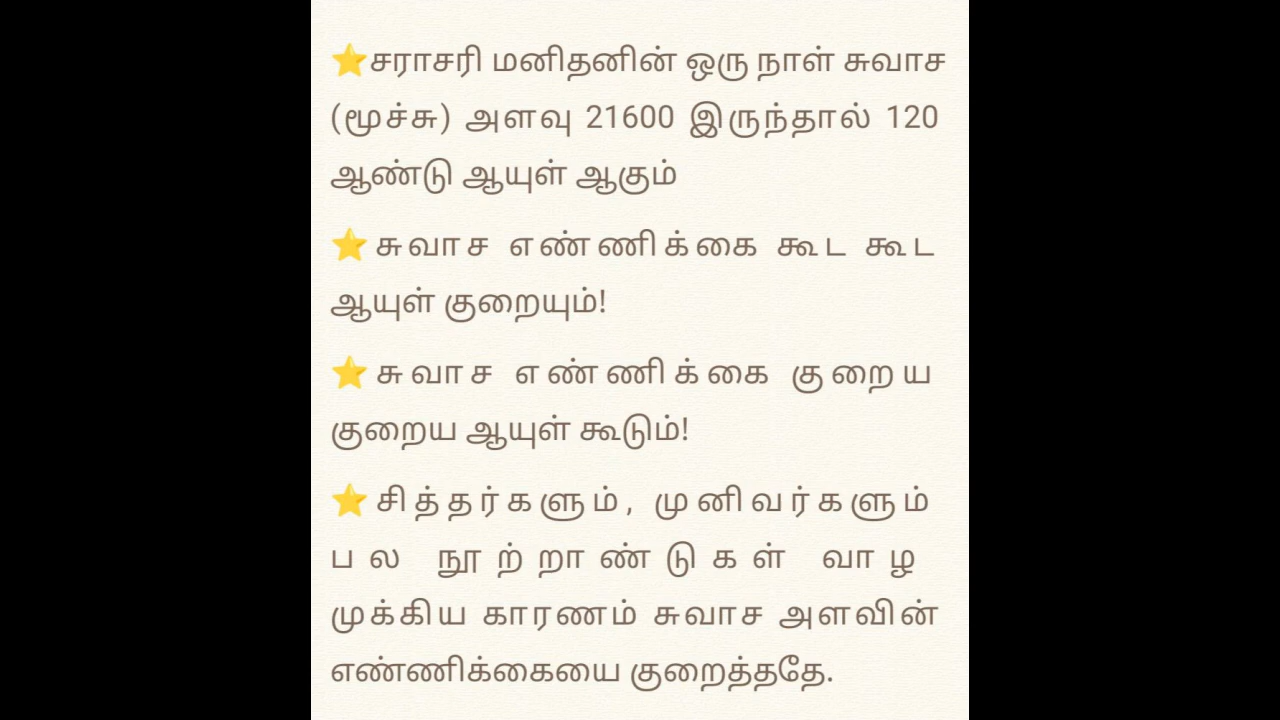 ⭐சராசரி மனிதனின் ஒரு நாள் சுவாச
(மூச்சு) அளவு 21600 இருந்தால் 120
ஆண்டு ஆயுள் ஆகும்
⭐சுவாச எண்ணிக்கை கூட கூட
ஆயுள் குறையும்!
⭐சுவாச எண்ணிக்கை குறைய
குறைய ஆயுள் கூடும்!
⭐சித்தர்களும், முனிவர்களும்
பல நூற்றாண்டுகள் வாழ
முக்கிய காரணம் சுவாச அளவின்
எண்ணிக்கையை குறைத்ததே.